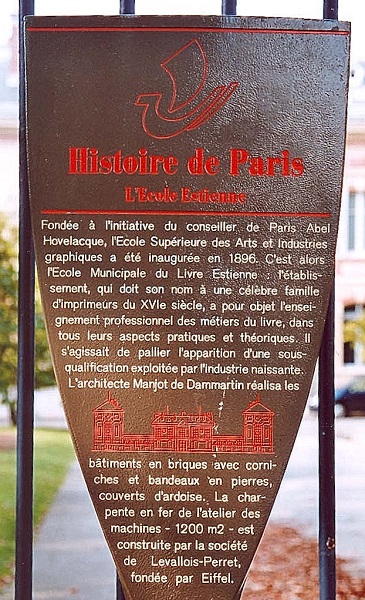 Histoire de Paris
L'Ecole Estienne
Fondée à l'initiative du conseiller de Paris Abel
Hovelacque, l'Ecole Supérieure des Arts et Industries
graphiques a été inaugurée en 1896. C'est alors
l'Ecole Municipale du Livre Estienne : l'établis-
sement, qui doit son nom à une célèbre famille
d'imprimeurs du XVIe siècle, a pour objet l'ensei-
gnement professionnel des métiers du livre, dans
tous leurs aspects pratiques et théoriques. Il
s'agissait de pallier l'apparition d'une sous-
qualification exploitée par l'industrie naissante.
L'architecte Manjot de Dammartin réalisa les
bâtiments en briques avec corni-
ches et bandeaux en pierres,
couverts d'ardoise. La char-
pente en fer de l'atelier des
machines - 1200 m2 - est
construite par la société
de Levallois-Perret,
fondée par Eiffel.